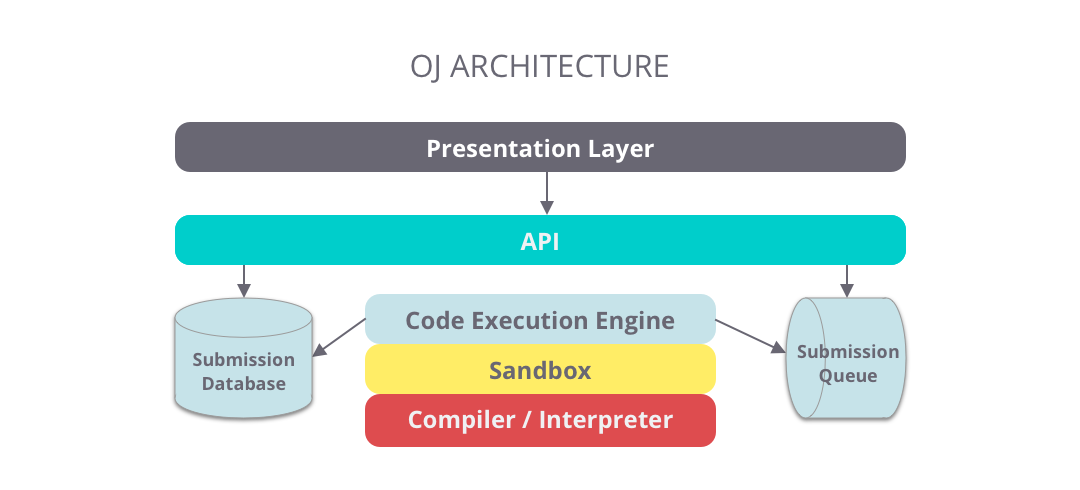 OJ ARCHITECTURE
Presentation Layer
API
Code Execution Engine
Sandbox
Compiler / Interpreter
Submission
Database
Submission
Queue